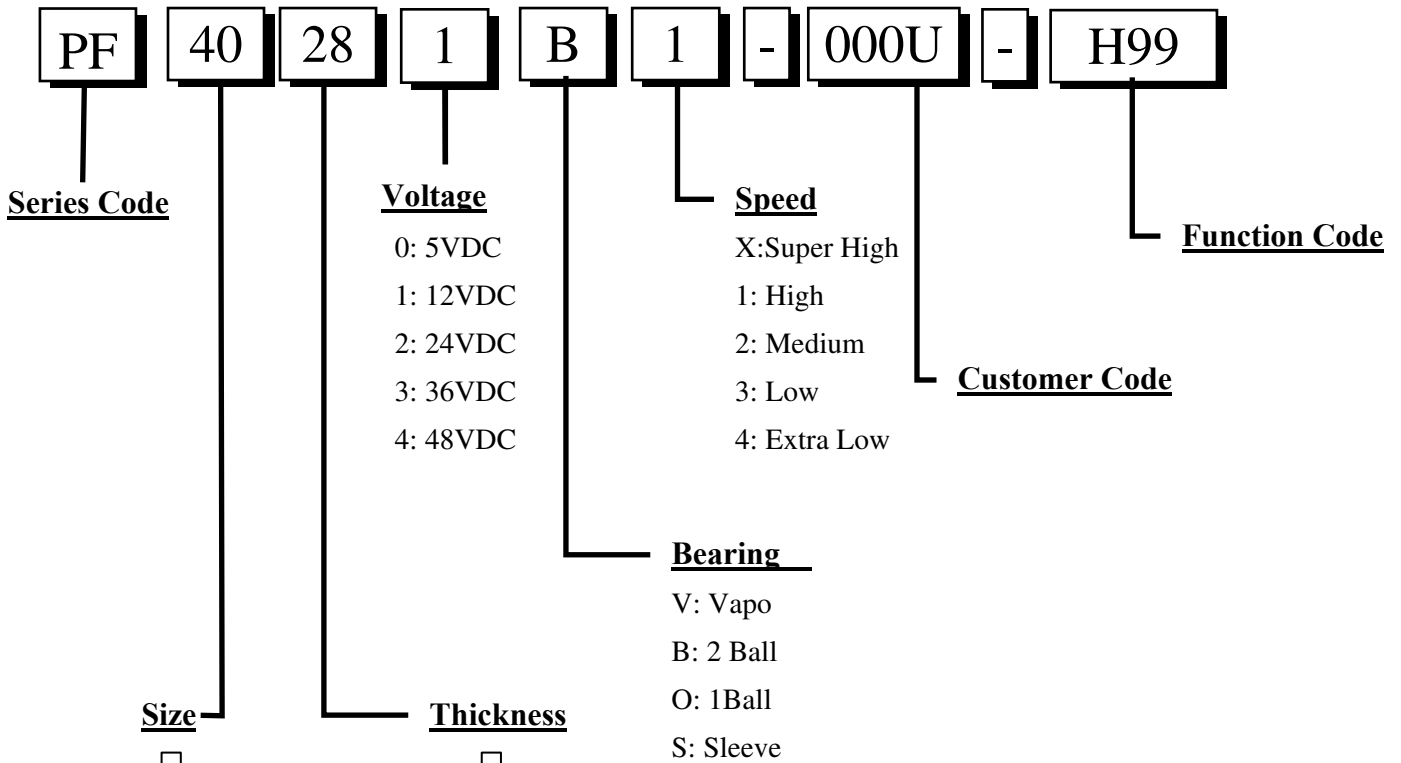 PF 40 28 1 B 1 - 000U - H99
Series Code
Voltage
0: 5VDC
1: 12VDC
2: 24VDC
3: 36VDC
4: 48VDC
Speed
X:Super High
1: High
2: Medium
3: Low
4: Extra Low
Function Code
Customer Code
Bearing
V: Vapo
B: 2 Ball
O: 1Ball
S: Sleeve
Size
Thickness